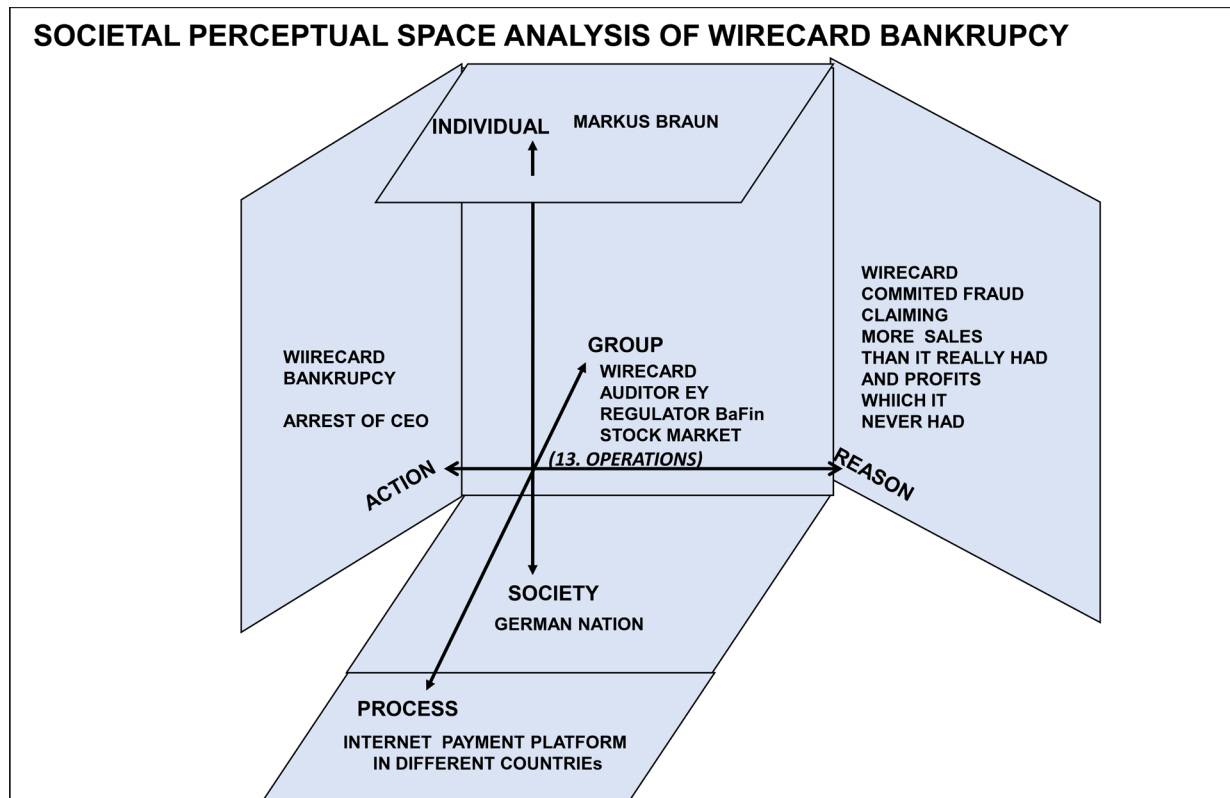 SOCIETAL PERCEPTUAL SPACE ANALYSIS OF WIRECARD BANKRUPCY
INDIVIDUAL
MARKUS BRAUN
WIIRECARD
BANKRUPCY
ARREST OF CEO
ACTION
GROUP
WIRECARD
AUDITOR EY
REGULATOR BaFin
STOCK MARKET
(13. OPERATIONS)
WIRECARD
COMMITED FRAUD
CLAIMING
MORE SALES
THAN IT REALLY HAD
AND PROFITS
WHIICH IT
NEVER HAD
REASON
SOCIETY
GERMAN NATION
PROCESS
INTERNET PAYMENT PLATFORM
IN DIFFERENT COUNTRIEs